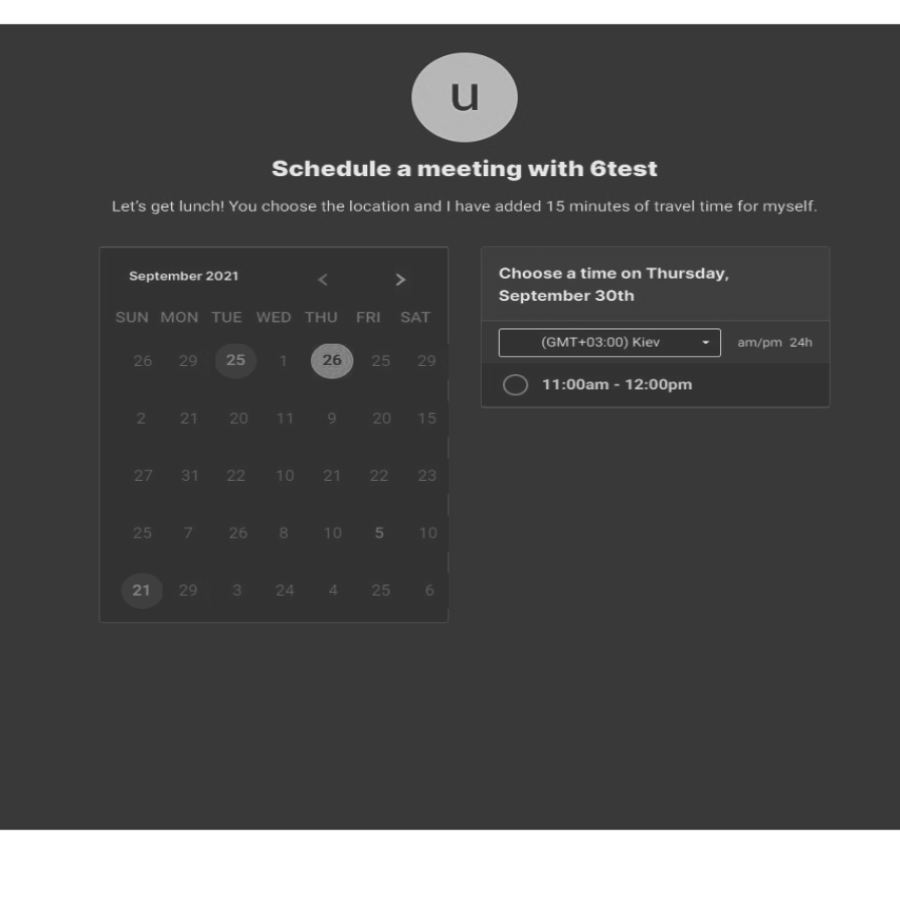 u
Schedule a meeting with 6test
Let's get lunch! You choose the location and I have added 15 minutes of travel time for myself.
September 2021 < >
SUN MON TUE WED THU FRI SAT
26 29 25 1 26 25 29
2 21 20 11 9 20 15
27 31 22 10 21 22 23
25 7 26 8 10 5 10
21 29 3 24 4 25 6
Choose a time on Thursday,
September 30th
(GMT+03:00) Kiev am/pm 24h
11:00am - 12:00pm